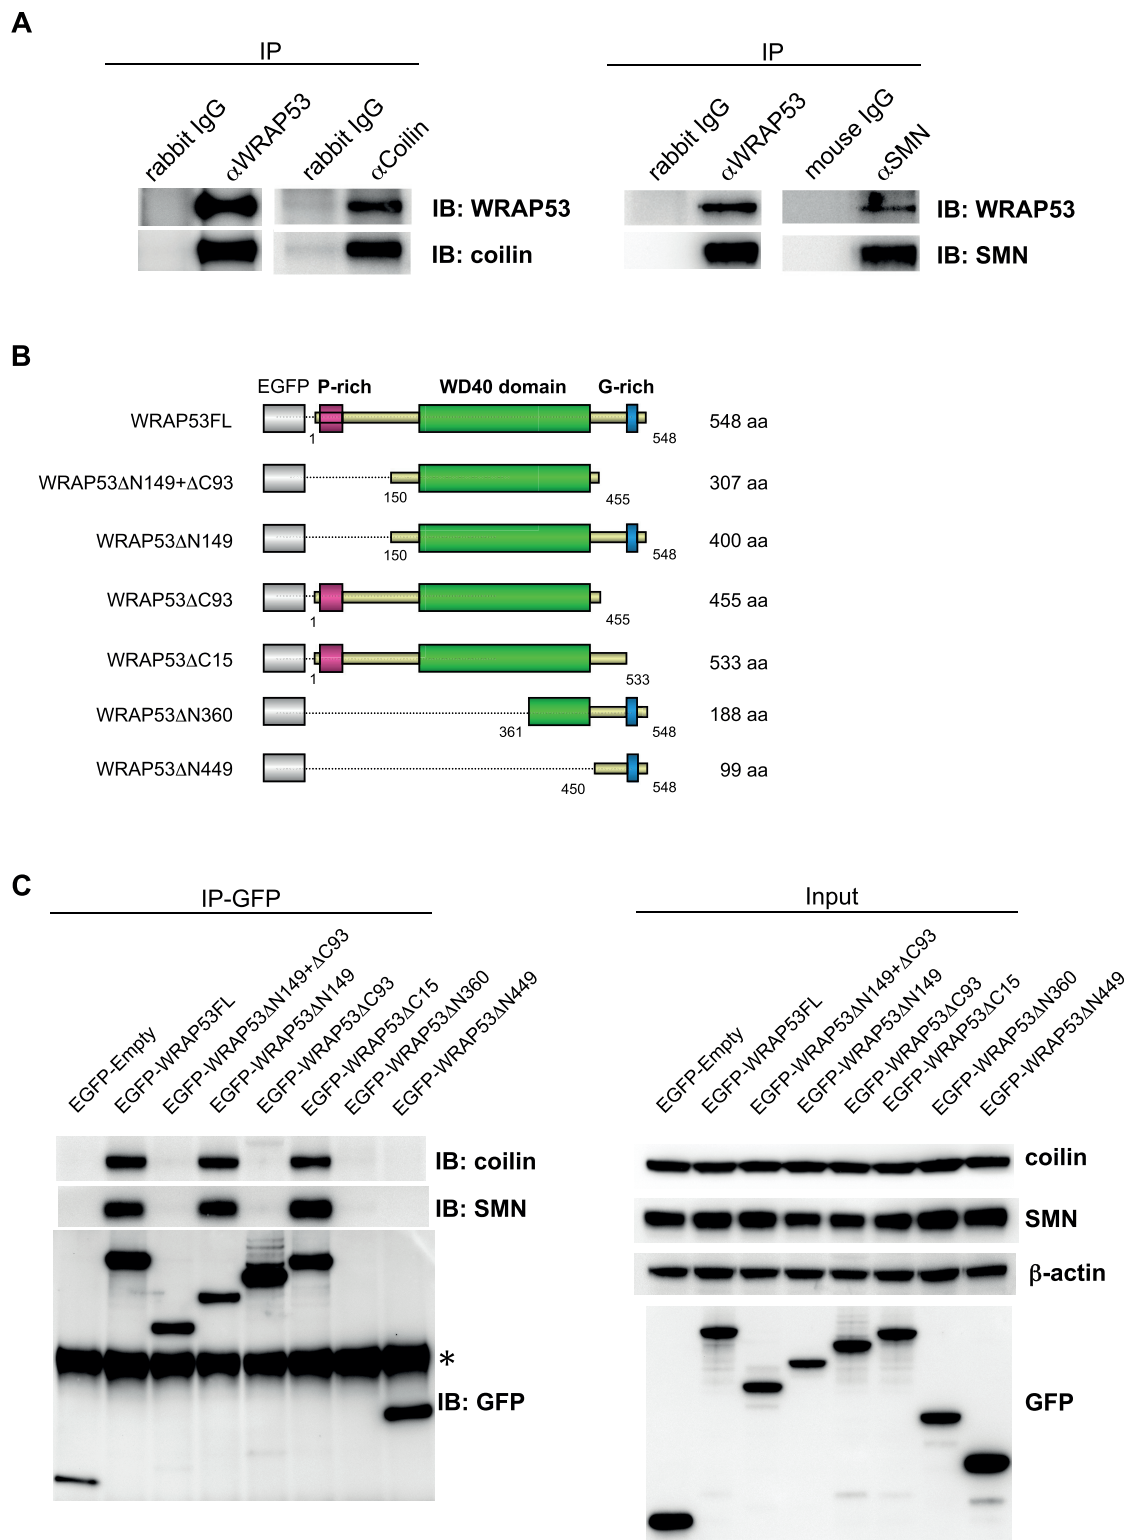 A
IP
rabbit IgG
αWRAP53
rabbit IgG
αCoilin
IB: WRAP53
IB: coilin
IP
rabbit IgG
αWRAP53
mouse IgG
αSMN
IB: WRAP53
IB: SMN
B
EGFP P-rich WD40 domain G-rich
WRAP53FL 1 548 548 aa
WRAP53ΔN149+ΔC93 150 455 307 aa
WRAP53ΔN149 150 548 400 aa
WRAP53ΔC93 1 455 455 aa
WRAP53ΔC15 1 533 533 aa
WRAP53ΔN360 361 548 188 aa
WRAP53ΔN449 450 548 99 aa
C
IP-GFP
EGFP-Empty
EGFP-WRAP53FL
EGFP-WRAP53ΔN149+ΔC93
EGFP-WRAP53ΔN149
EGFP-WRAP53ΔC93
EGFP-WRAP53ΔC15
EGFP-WRAP53ΔN360
EGFP-WRAP53ΔN449
IB: coilin
IB: SMN
*
IB: GFP
Input
EGFP-Empty
EGFP-WRAP53FL
EGFP-WRAP53ΔN149+ΔC93
EGFP-WRAP53ΔN149
EGFP-WRAP53ΔC93
EGFP-WRAP53ΔC15
EGFP-WRAP53ΔN360
EGFP-WRAP53ΔN449
coilin
SMN
β-actin
GFP